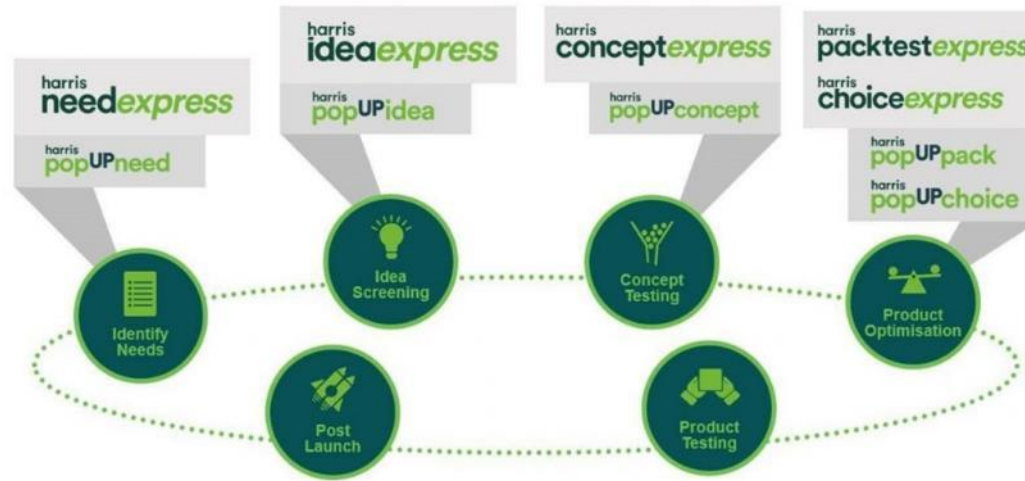 harris
needexpress
harris
popUPneed
harris
ideaexpress
harris
popUPidea
harris
conceptexpress
harris
popUPconcept
harris
packtestexpress
harris
choiceexpress
harris
popUPpack
harris
popUPchoice
Identify
Needs
Idea
Screening
Concept
Testing
Product
Optimisation
Post
Launch
Product
Testing